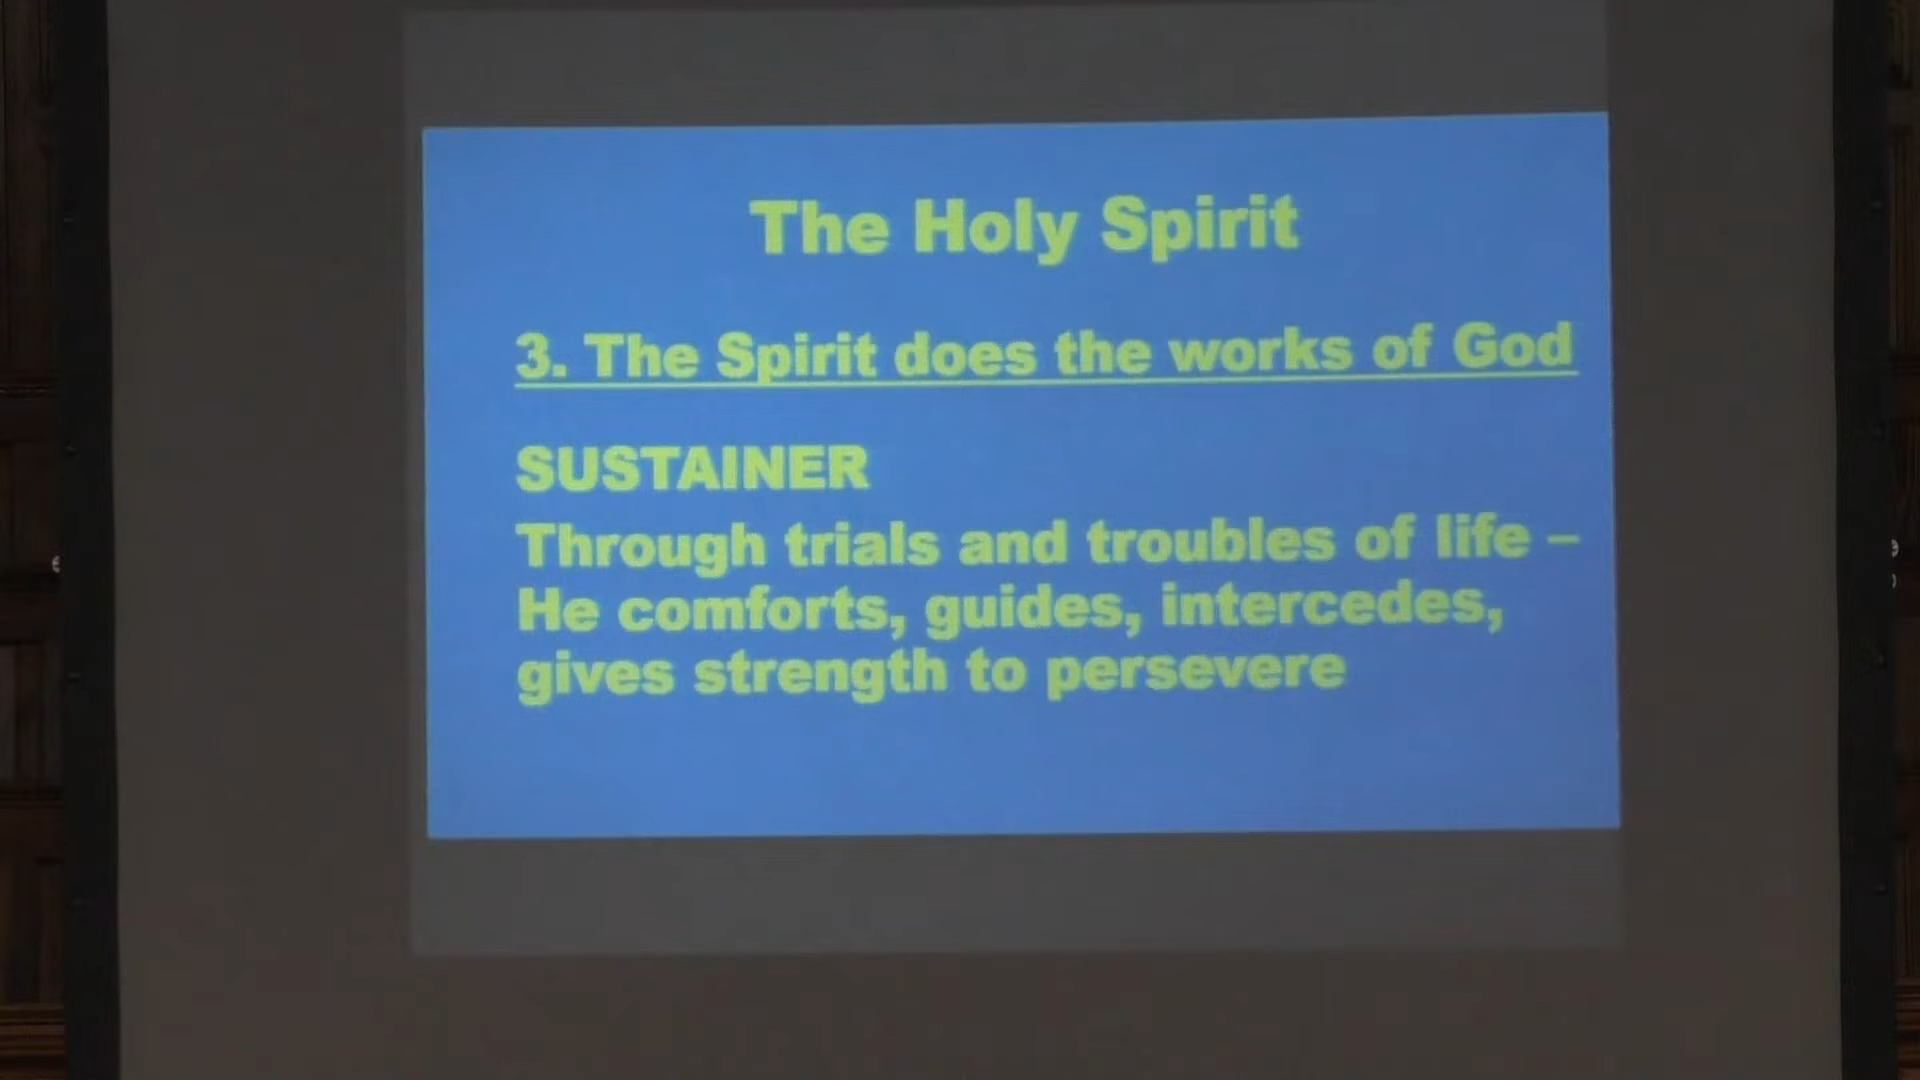 The Holy Spirit
3. The Spirit does the works of God
SUSTAINER
Through trials and troubles of life –
He comforts, guides, intercedes,
gives strength to persevere